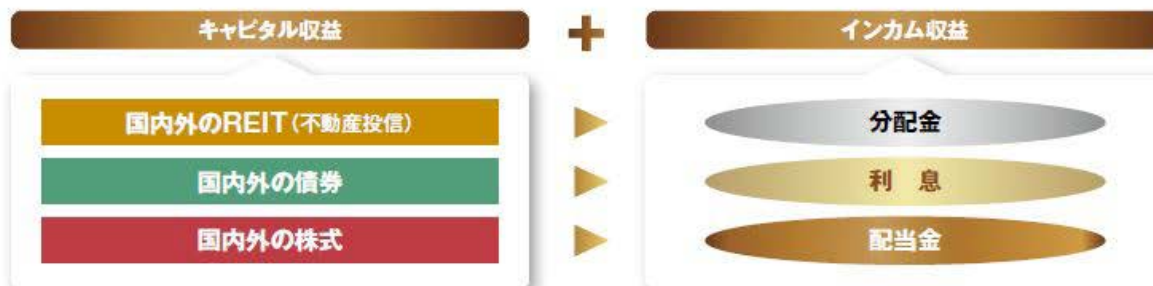 キャピタル収益
+
インカム収益
国内外のREIT(不動産投信)
分配金
国内外の債券
利 息
国内外の株式
配当金